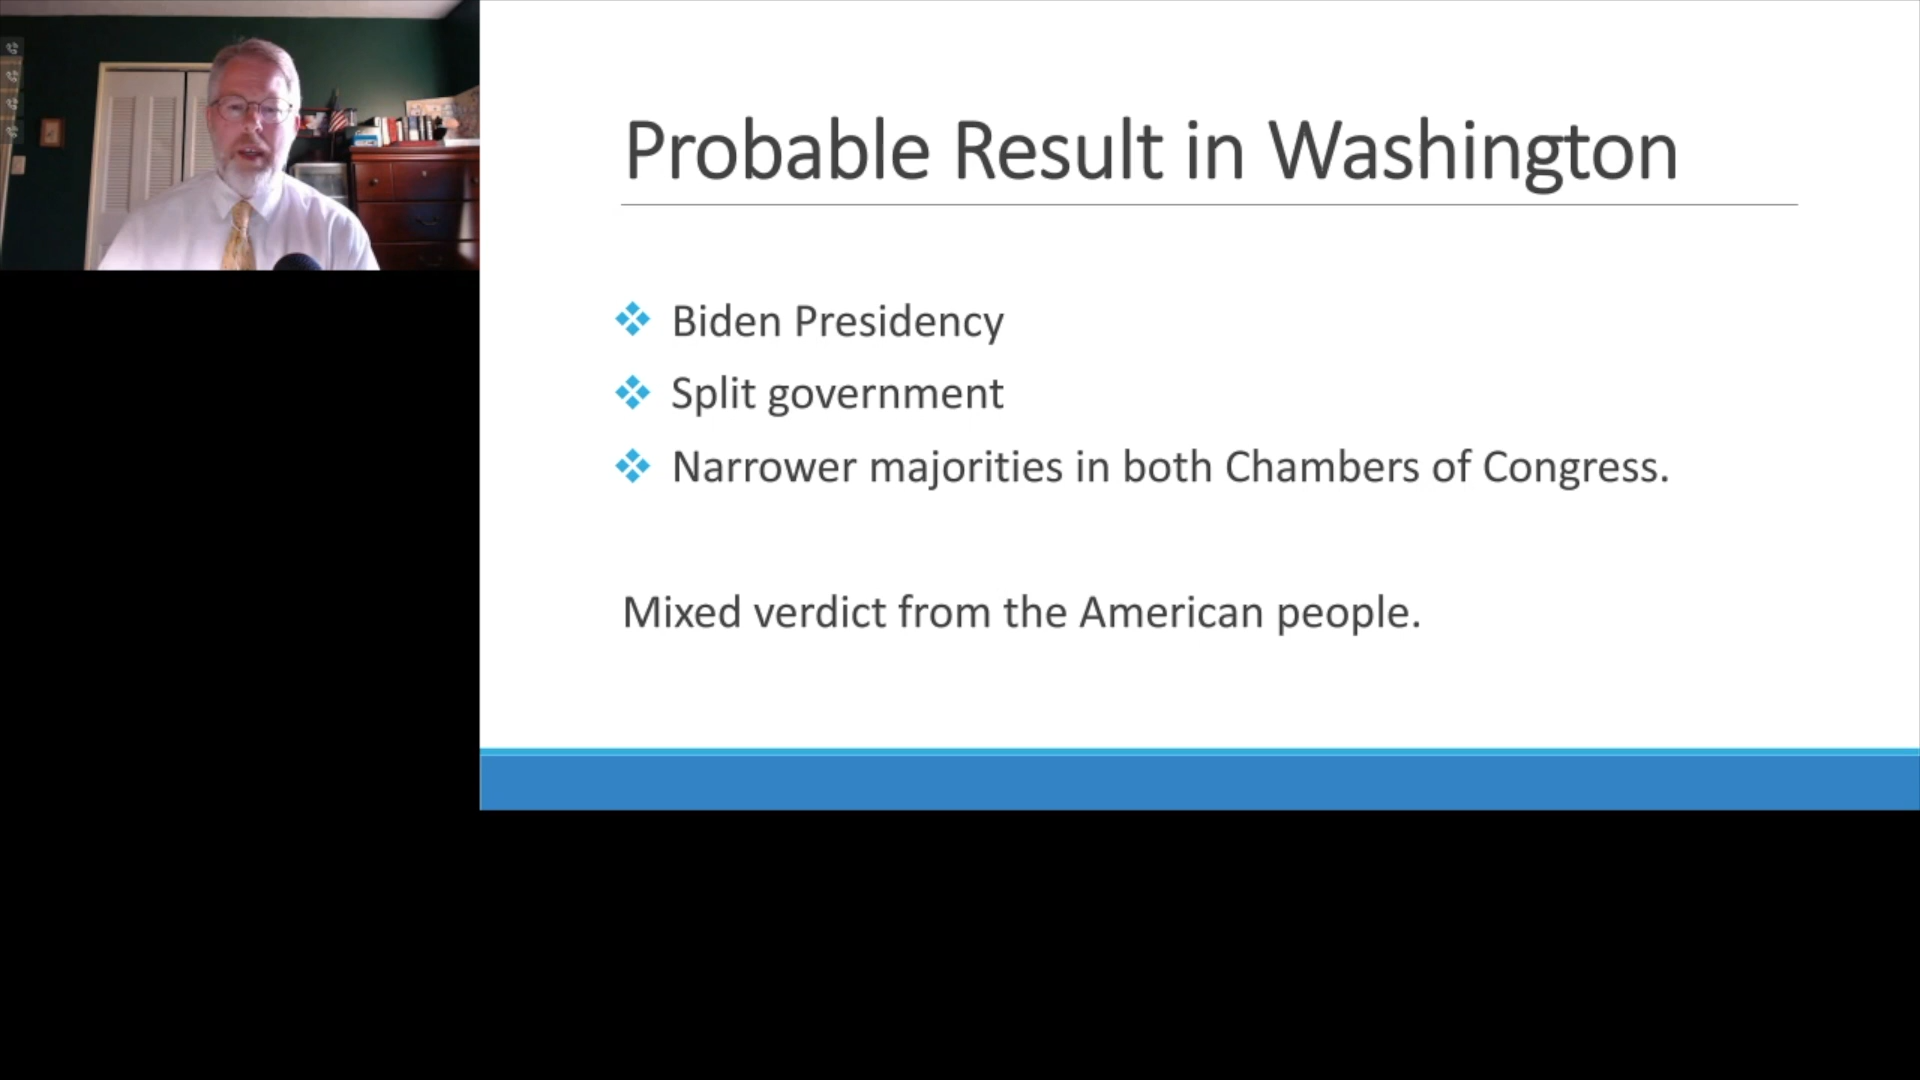 Probable Result in Washington
Biden Presidency
Split government
Narrower majorities in both Chambers of Congress.
Mixed verdict from the American people.